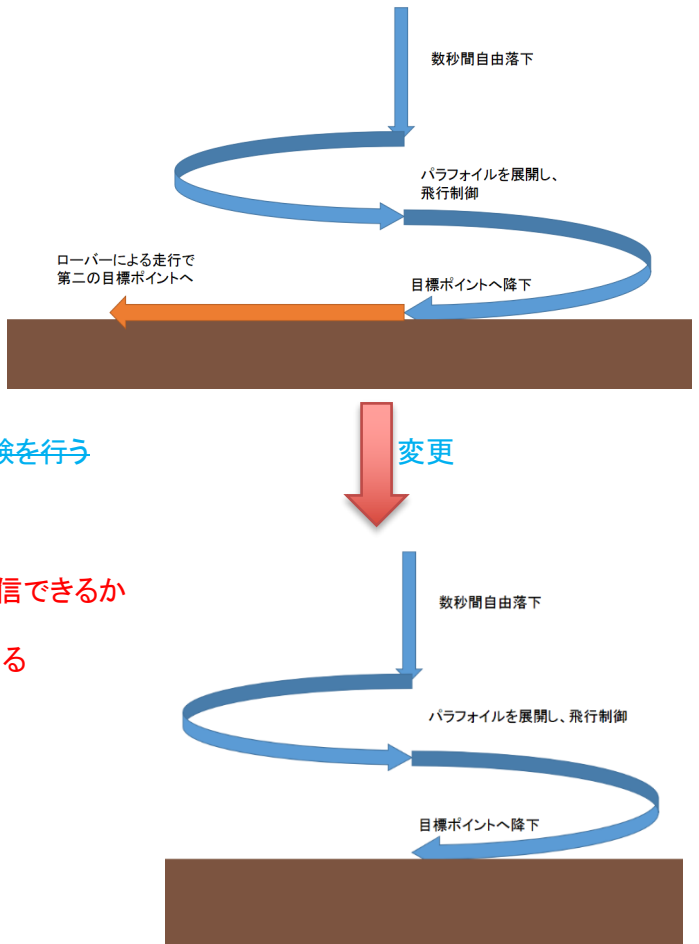 数秒間自由落下
パラフォイルを展開し、
飛行制御
ローバーによる走行で
第二の目標ポイントへ
目標ポイントへ降下
験を行う
変更
信できるか
る
数秒間自由落下
パラフォイルを展開し、飛行制御
目標ポイントへ降下